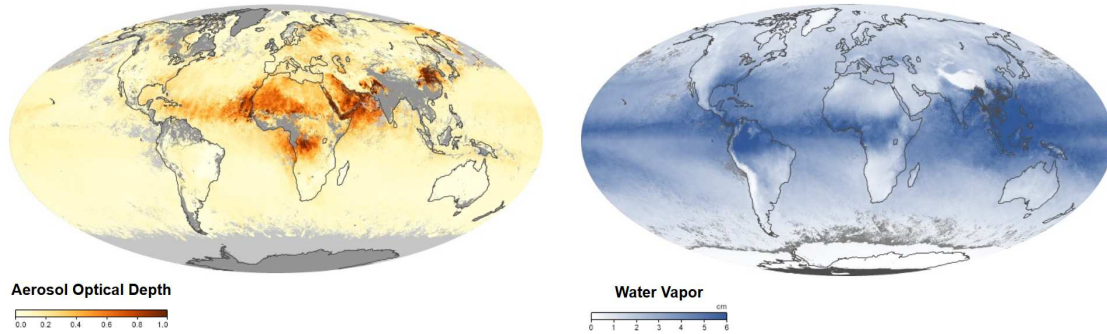 Aerosol Optical Depth
0.0 0.2 0.4 0.6 0.8 1.0
Water Vapor
cm
0 1 2 3 4 5 6